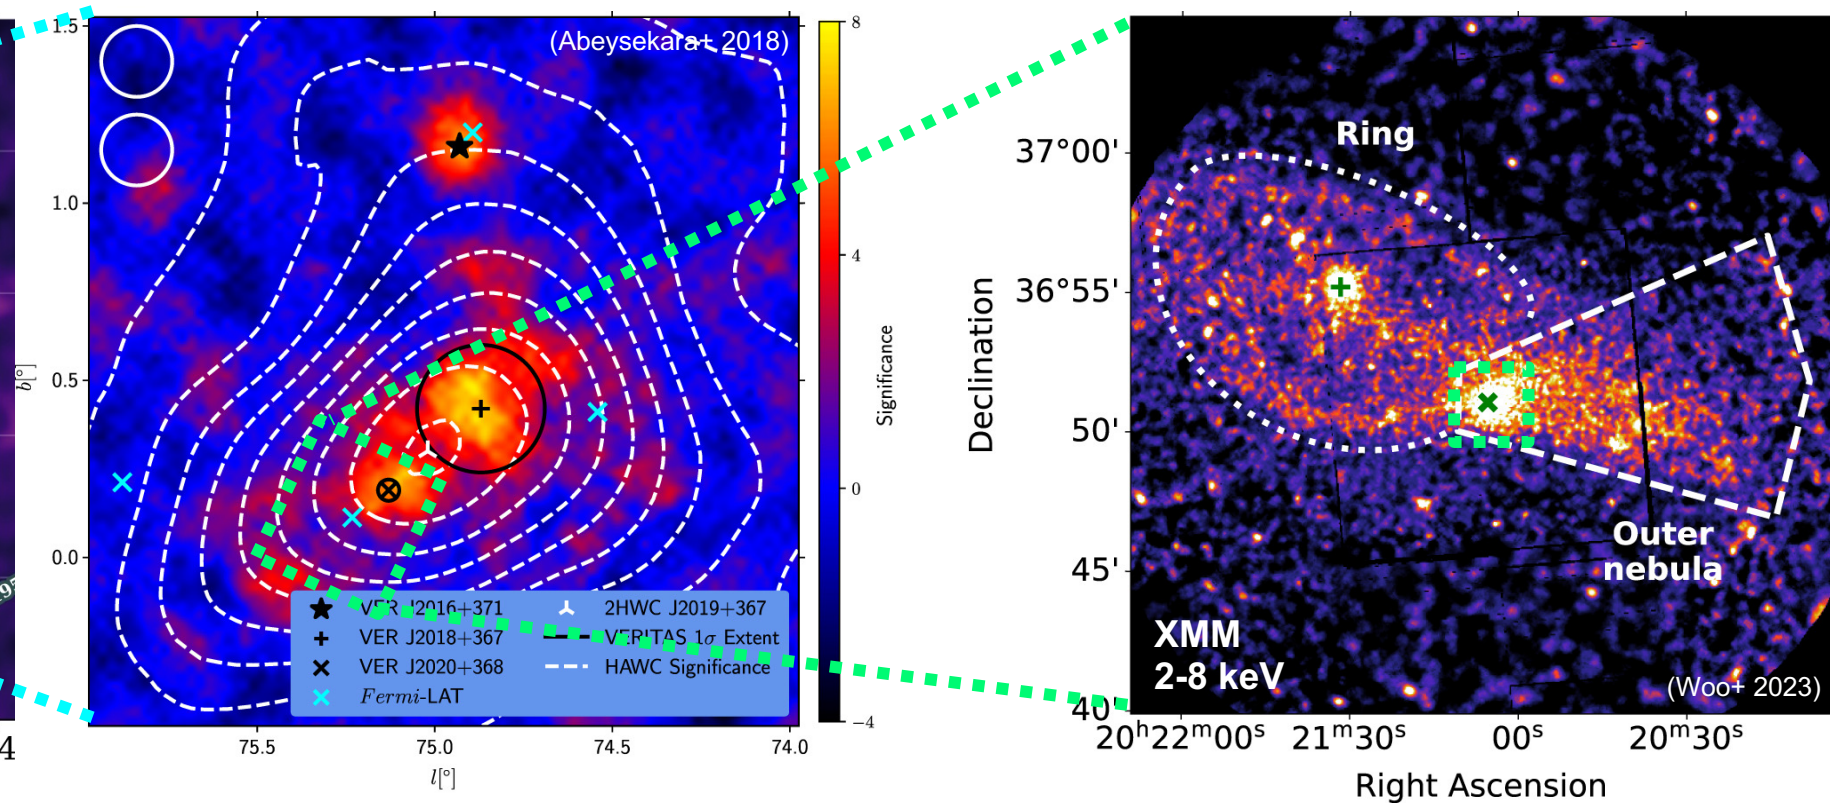 1.5
1.0
0.5
0.0
b[°]
75.5
75.0
74.5
74.0
l[°]
(Abeysekara+ 2018)
VER J2016+371
VER J2018+367
VER J2020+368
Fermi-LAT
2HWC J2019+367
VERITAS 1σ Extent
HAWC Significance
8
4
0
−4
Significance
4
Declination
37°00'
36°55'
50'
45'
40'
Ring
Outer
nebula
XMM
2-8 keV
(Woo+ 2023)
20ʰ22ᵐ00ˢ
21ᵐ30ˢ
00ˢ
20ᵐ30ˢ
Right Ascension